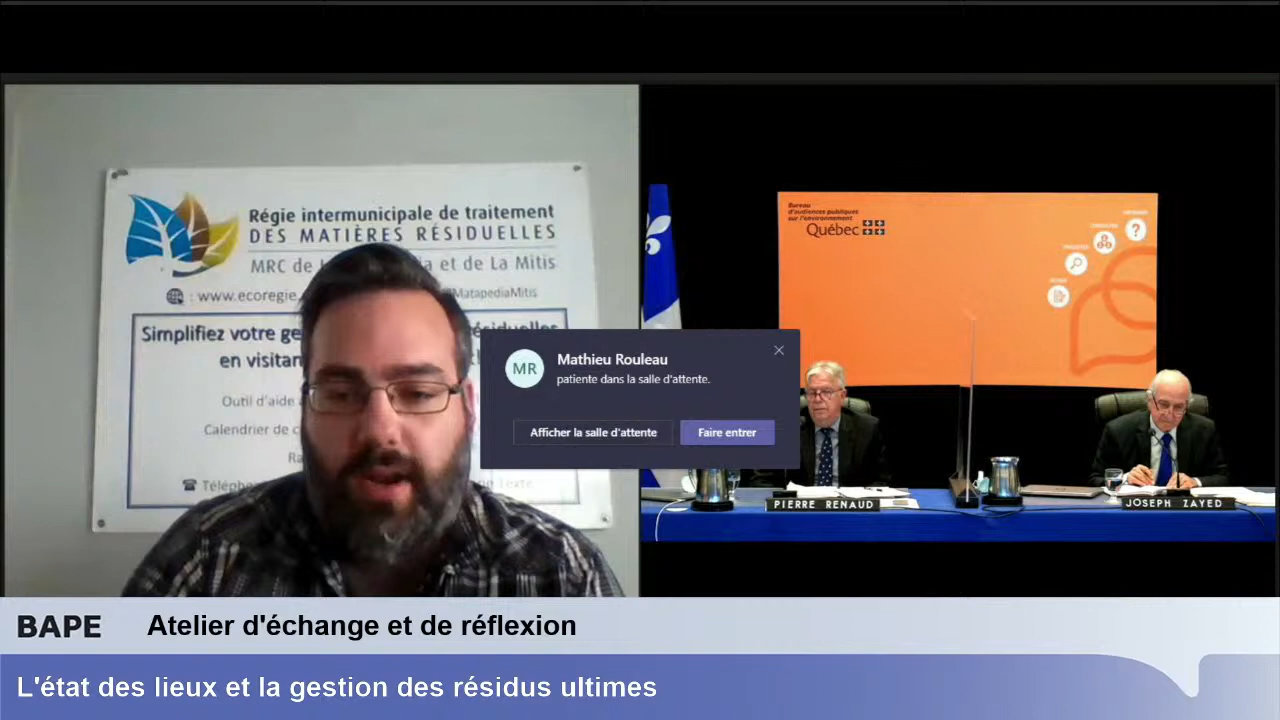 Régie intermunicipale de traitement
DES MATIÈRES RÉSIDUELLES
MRC de et de La Mitis
: www.ecoregie. MatapediaMitis
Simplifiez votre
en visitan
Outil d'aide
Calendrier de
Téléph Texte
Mathieu Rouleau
MR
patiente dans la salle d'attente.
Afficher la salle d'attente
Faire entrer
Bureau
d'audiences publiques
sur l'environnement
Québec
PIERRE RENAUD
JOSEPH ZAYED
BAPE
Atelier d'échange et de réflexion
L'état des lieux et la gestion des résidus ultimes